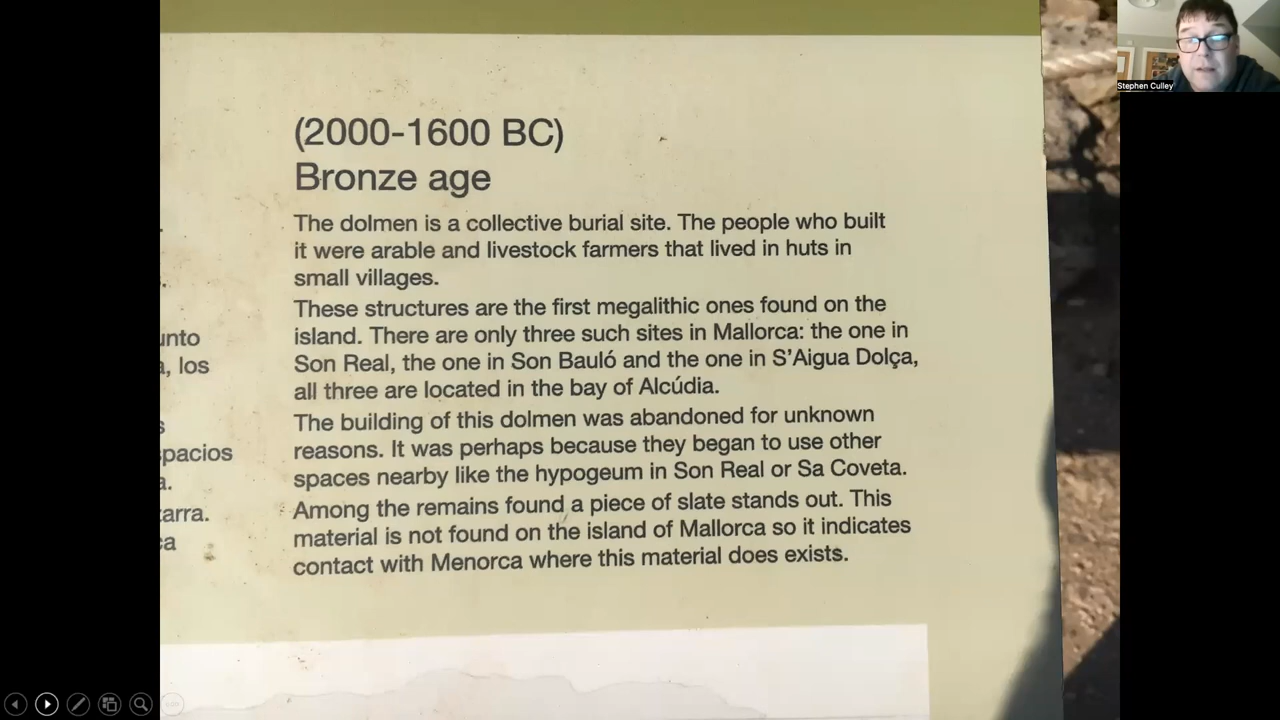 Stephen Culley
unto
a, los
s
pacios
a.
arra.
ca
(2000-1600 BC)
Bronze age
The dolmen is a collective burial site. The people who built
it were arable and livestock farmers that lived in huts in
small villages.
These structures are the first megalithic ones found on the
island. There are only three such sites in Mallorca: the one in
Son Real, the one in Son Bauló and the one in S'Aigua Dolça,
all three are located in the bay of Alcúdia.
The building of this dolmen was abandoned for unknown
reasons. It was perhaps because they began to use other
spaces nearby like the hypogeum in Son Real or Sa Coveta.
Among the remains found a piece of slate stands out. This
material is not found on the island of Mallorca so it indicates
contact with Menorca where this material does exists.